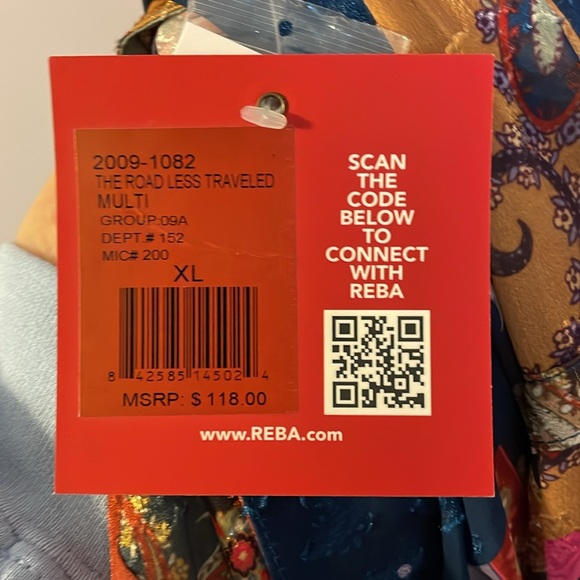 2009-1082
THE ROAD LESS TRAVELED
MULTI
GROUP:09A
DEPT.# 152
MIC# 200
XL
8 42585 14502 4
MSRP: $ 118.00
SCAN
THE
CODE
BELOW
TO
CONNECT
WITH
REBA
www.REBA.com